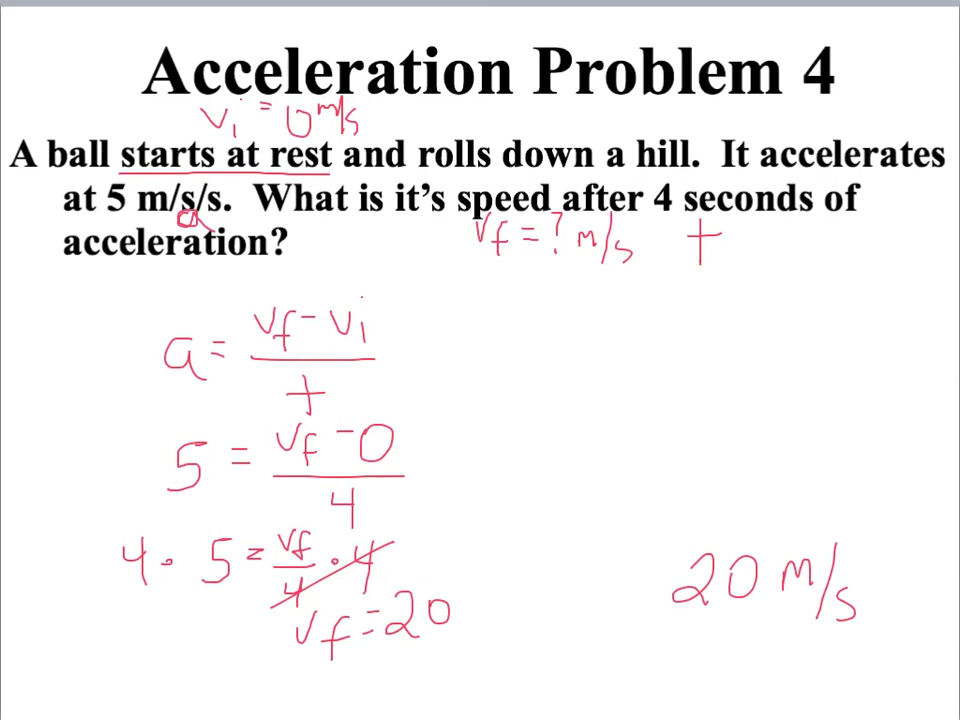 Acceleration Problem 4
vi = 0 m/s
A ball starts at rest and rolls down a hill. It accelerates
at 5 m/s/s. What is it's speed after 4 seconds of
a vf = ? m/s t
acceleration?
a = vf - vi / t
5 = vf - 0 / 4
4 · 5 = vf / 4 · 4
vf = 20
20 m/s